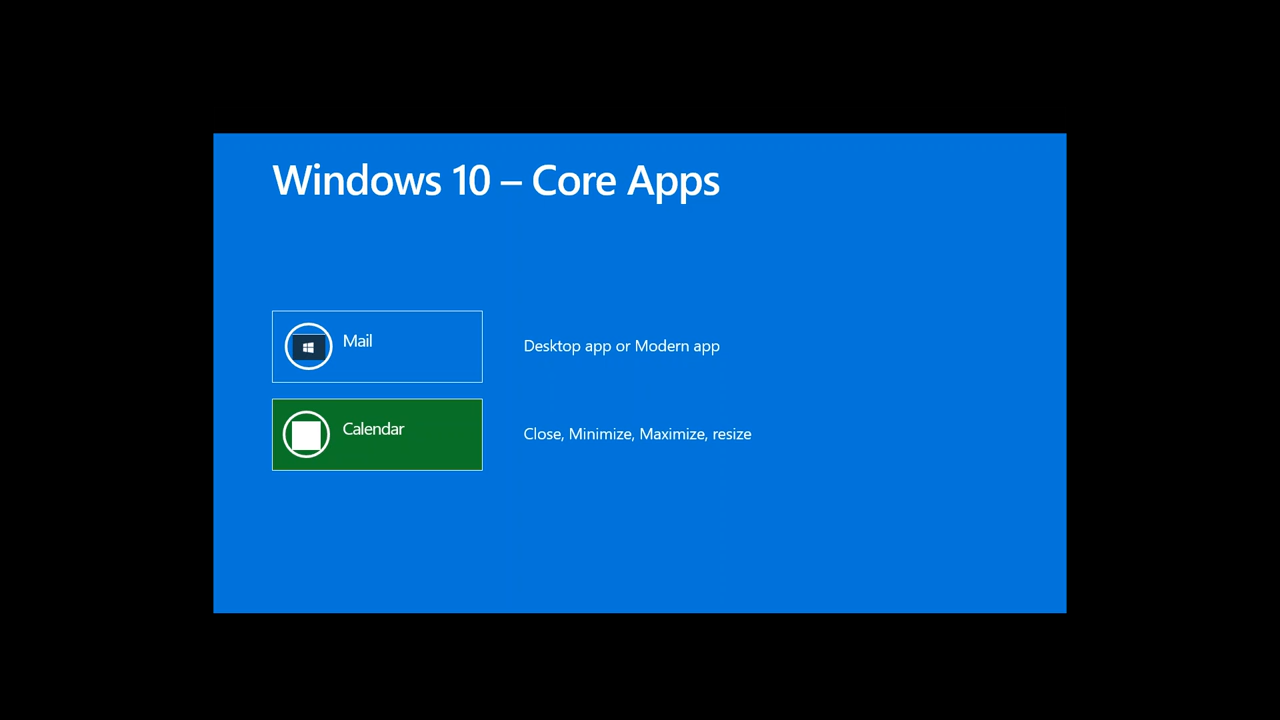 Windows 10 – Core Apps
Mail
Desktop app or Modern app
Calendar
Close, Minimize, Maximize, resize